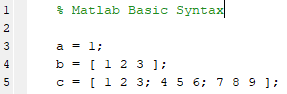 1 % Matlab Basic Syntax
2
3 a = 1;
4 b = [ 1 2 3 ];
5 c = [ 1 2 3; 4 5 6; 7 8 9 ];